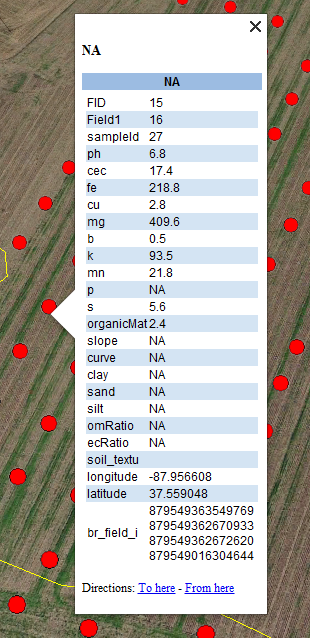 NA
NA
FID 15
Field1 16
sampleId 27
ph 6.8
cec 17.4
fe 218.8
cu 2.8
mg 409.6
b 0.5
k 93.5
mn 21.8
p NA
s 5.6
organicMat 2.4
slope NA
curve NA
clay NA
sand NA
silt NA
omRatio NA
ecRatio NA
soil_textu
longitude -87.956608
latitude 37.559048
br_field_i 879549363549769
879549362670933
879549362672620
879549016304644
Directions: To here - From here